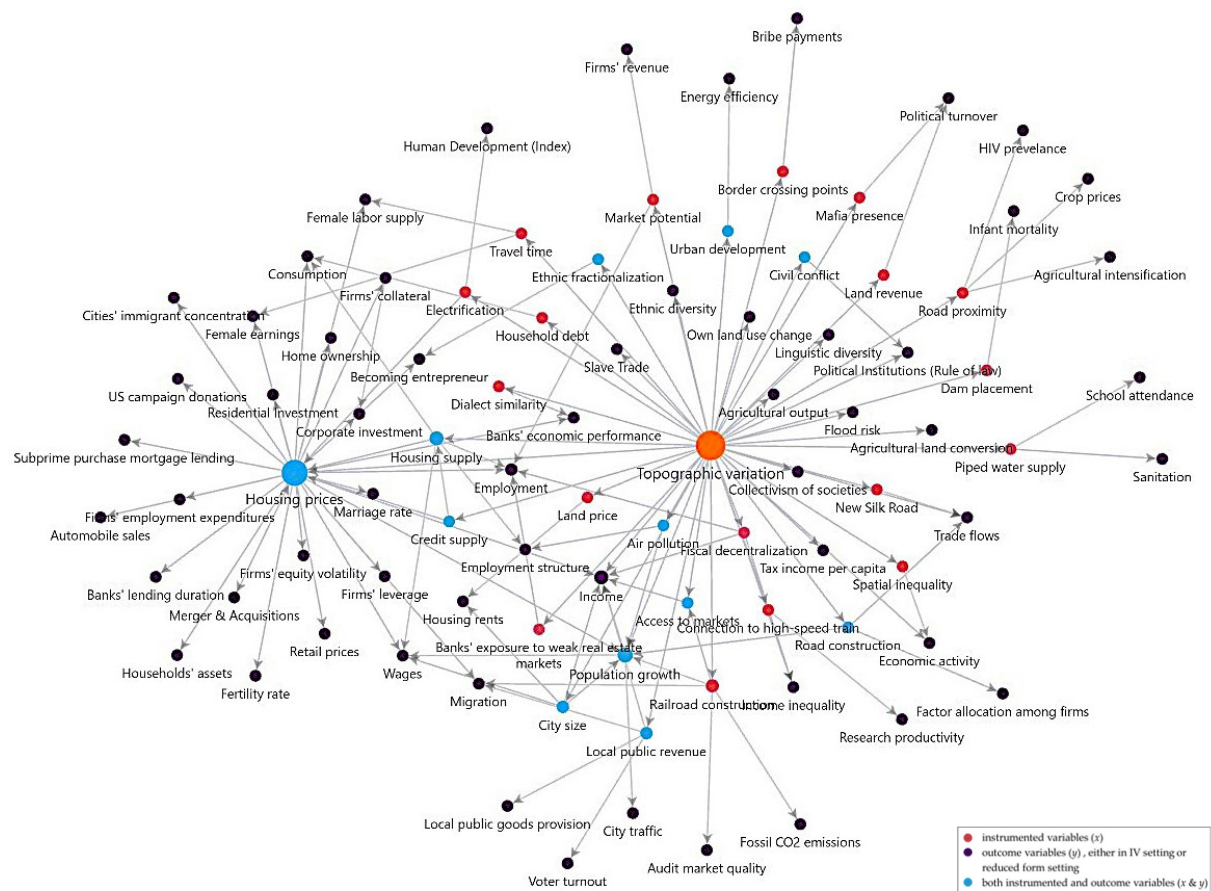 Bribe payments
Firms' revenue
Energy efficiency
Political turnover
Human Development (Index)
HIV prevelance
Border crossing points
Crop prices
Female labor supply
Market potential
Mafia presence
Infant mortality
Travel time
Urban development
Consumption
Ethnic fractionalization
Civil conflict
Agricultural intensification
Firms' collateral
Land revenue
Cities' immigrant concentration
Electrification
Ethnic diversity
Road proximity
Female earnings
Household debt
Own land use change
Home ownership
Linguistic diversity
Slave Trade
Political Institutions (Rule of law)
Becoming entrepreneur
Dam placement
US campaign donations
School attendance
Residential Investment
Dialect similarity
Agricultural output
Corporate investment
Banks' economic performance
Flood risk
Agricultural land conversion
Subprime purchase mortgage lending
Housing supply
Piped water supply
Topographic variation
Sanitation
Employment
Collectivism of societies
Housing prices
Marriage rate
New Silk Road
Firms' employment expenditures
Land price
Automobile sales
Trade flows
Credit supply
Air pollution
Fiscal decentralization
Tax income per capita
Employment structure
Firms' equity volatility
Spatial inequality
Banks' lending duration
Firms' leverage
Income
Merger & Acquisitions
Access to markets
Housing rents
Connection to high-speed train
Retail prices
Banks' exposure to weak real estate
markets
Road construction
Economic activity
Households' assets
Wages
Population growth
Fertility rate
Migration
Railroad construction
Income inequality
Factor allocation among firms
City size
Research productivity
Local public revenue
Local public goods provision
City traffic
Fossil CO2 emissions
Audit market quality
Voter turnout
instrumented variables (x)
outcome variables (y) , either in IV setting or
reduced form setting
both instrumented and outcome variables (x & y)